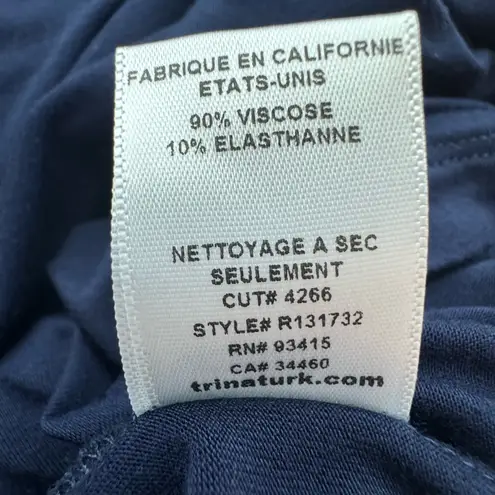 FABRIQUE EN CALIFORNIE
ETATS-UNIS
90% VISCOSE
10% ELASTHANNE
NETTOYAGE A SEC
SEULEMENT
CUT# 4266
STYLE# R131732
RN# 93415
CA# 34460
trinaturk.com